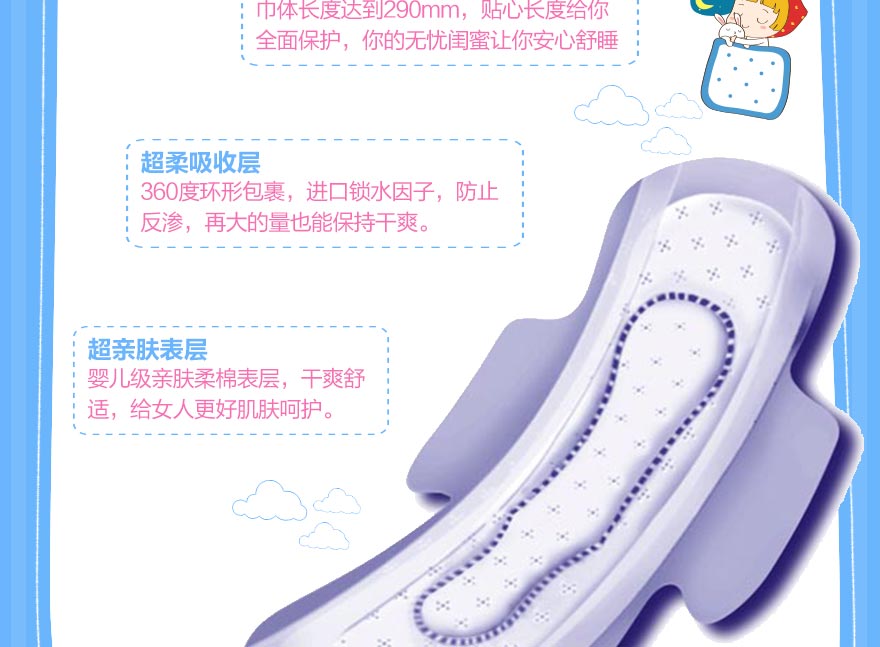 巾体长度达到290mm，贴心长度给你
全面保护，你的无忧闺蜜让你安心舒睡
超柔吸收层
360度环形包裹，进口锁水因子，防止
反渗，再大的量也能保持干爽。
超亲肤表层
婴儿级亲肤柔棉表层，干爽舒
适，给女人更好肌肤呵护。